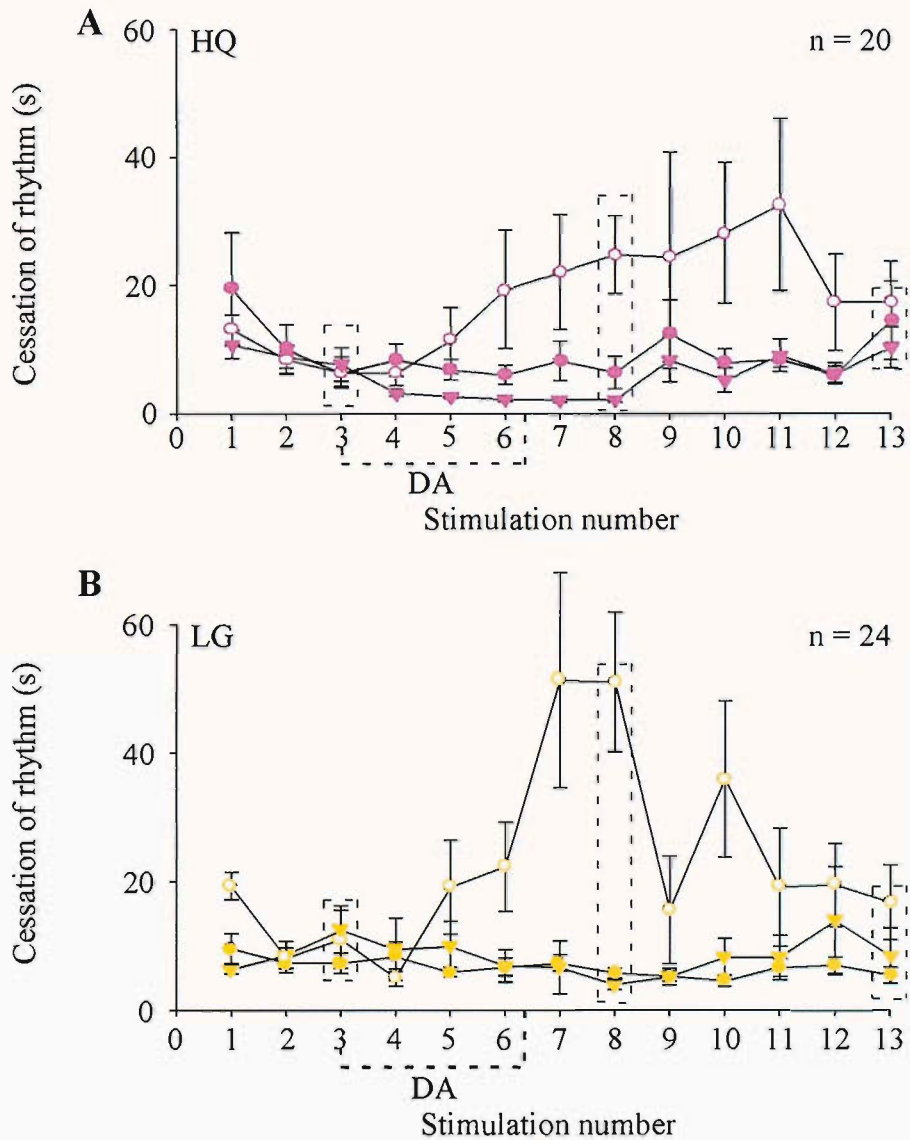 A
HQ
n = 20
Cessation of rhythm (s)
60
40
20
0
0 1 2 3 4 5 6 7 8 9 10 11 12 13
DA
Stimulation number
B
LG
n = 24
Cessation of rhythm (s)
60
40
20
0
0 1 2 3 4 5 6 7 8 9 10 11 12 13
DA
Stimulation number